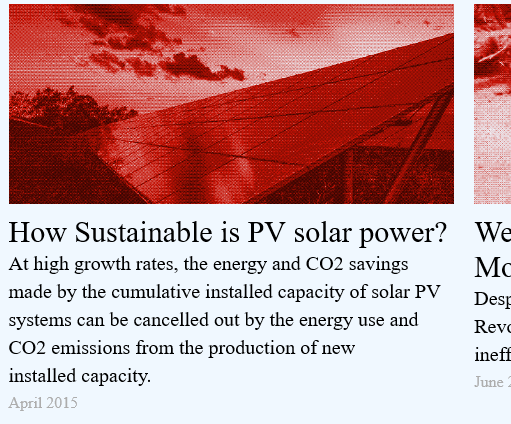 How Sustainable is PV solar power?
At high growth rates, the energy and CO2 savings
made by the cumulative installed capacity of solar PV
systems can be cancelled out by the energy use and
CO2 emissions from the production of new
installed capacity.
April 2015
We
Mo
Desp
Revo
ineff
June 2